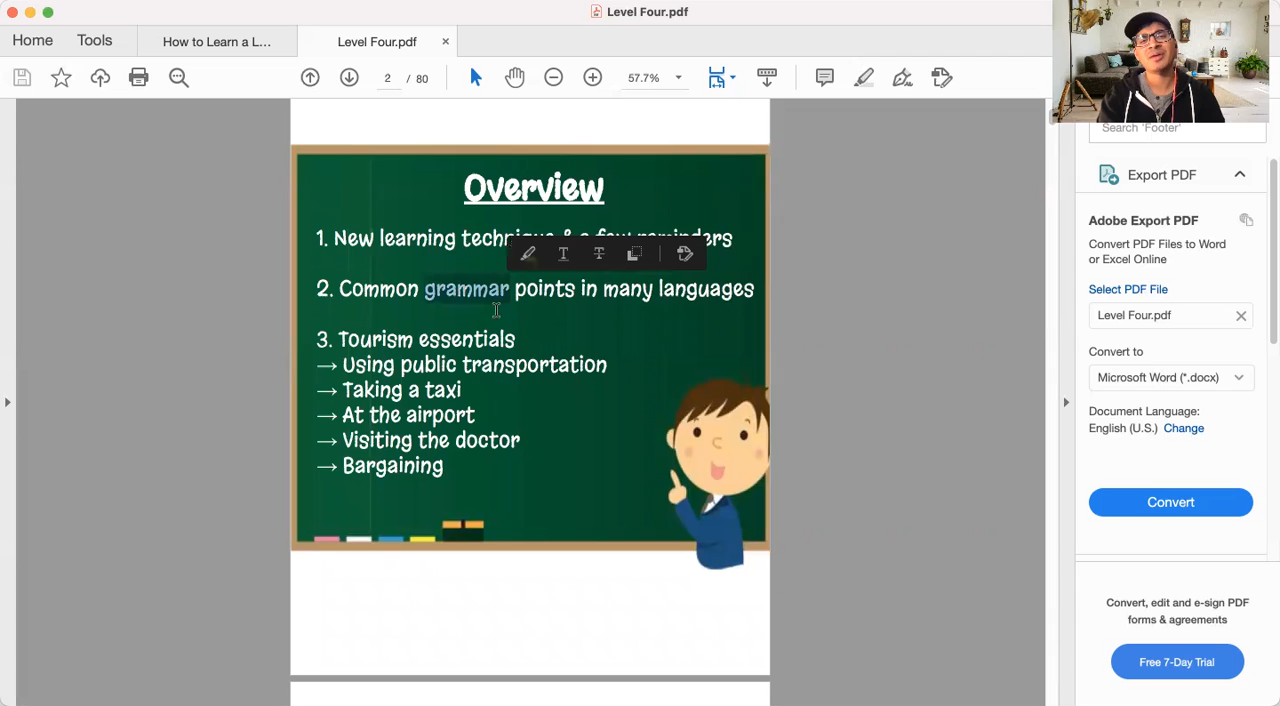 Level Four.pdf
Home
Tools
How to Learn a L...
Level Four.pdf
2 / 80
57.7%
Search 'Footer'
Export PDF
Adobe Export PDF
Convert PDF Files to Word
or Excel Online
Select PDF File
Level Four.pdf
Convert to
Microsoft Word (*.docx)
Document Language:
English (U.S.) Change
Convert
Convert, edit and e-sign PDF
forms & agreements
Free 7-Day Trial
Overview
1. New learning technique & a few reminders
2. Common grammar points in many languages
3. Tourism essentials
→ Using public transportation
→ Taking a taxi
→ At the airport
→ Visiting the doctor
→ Bargaining